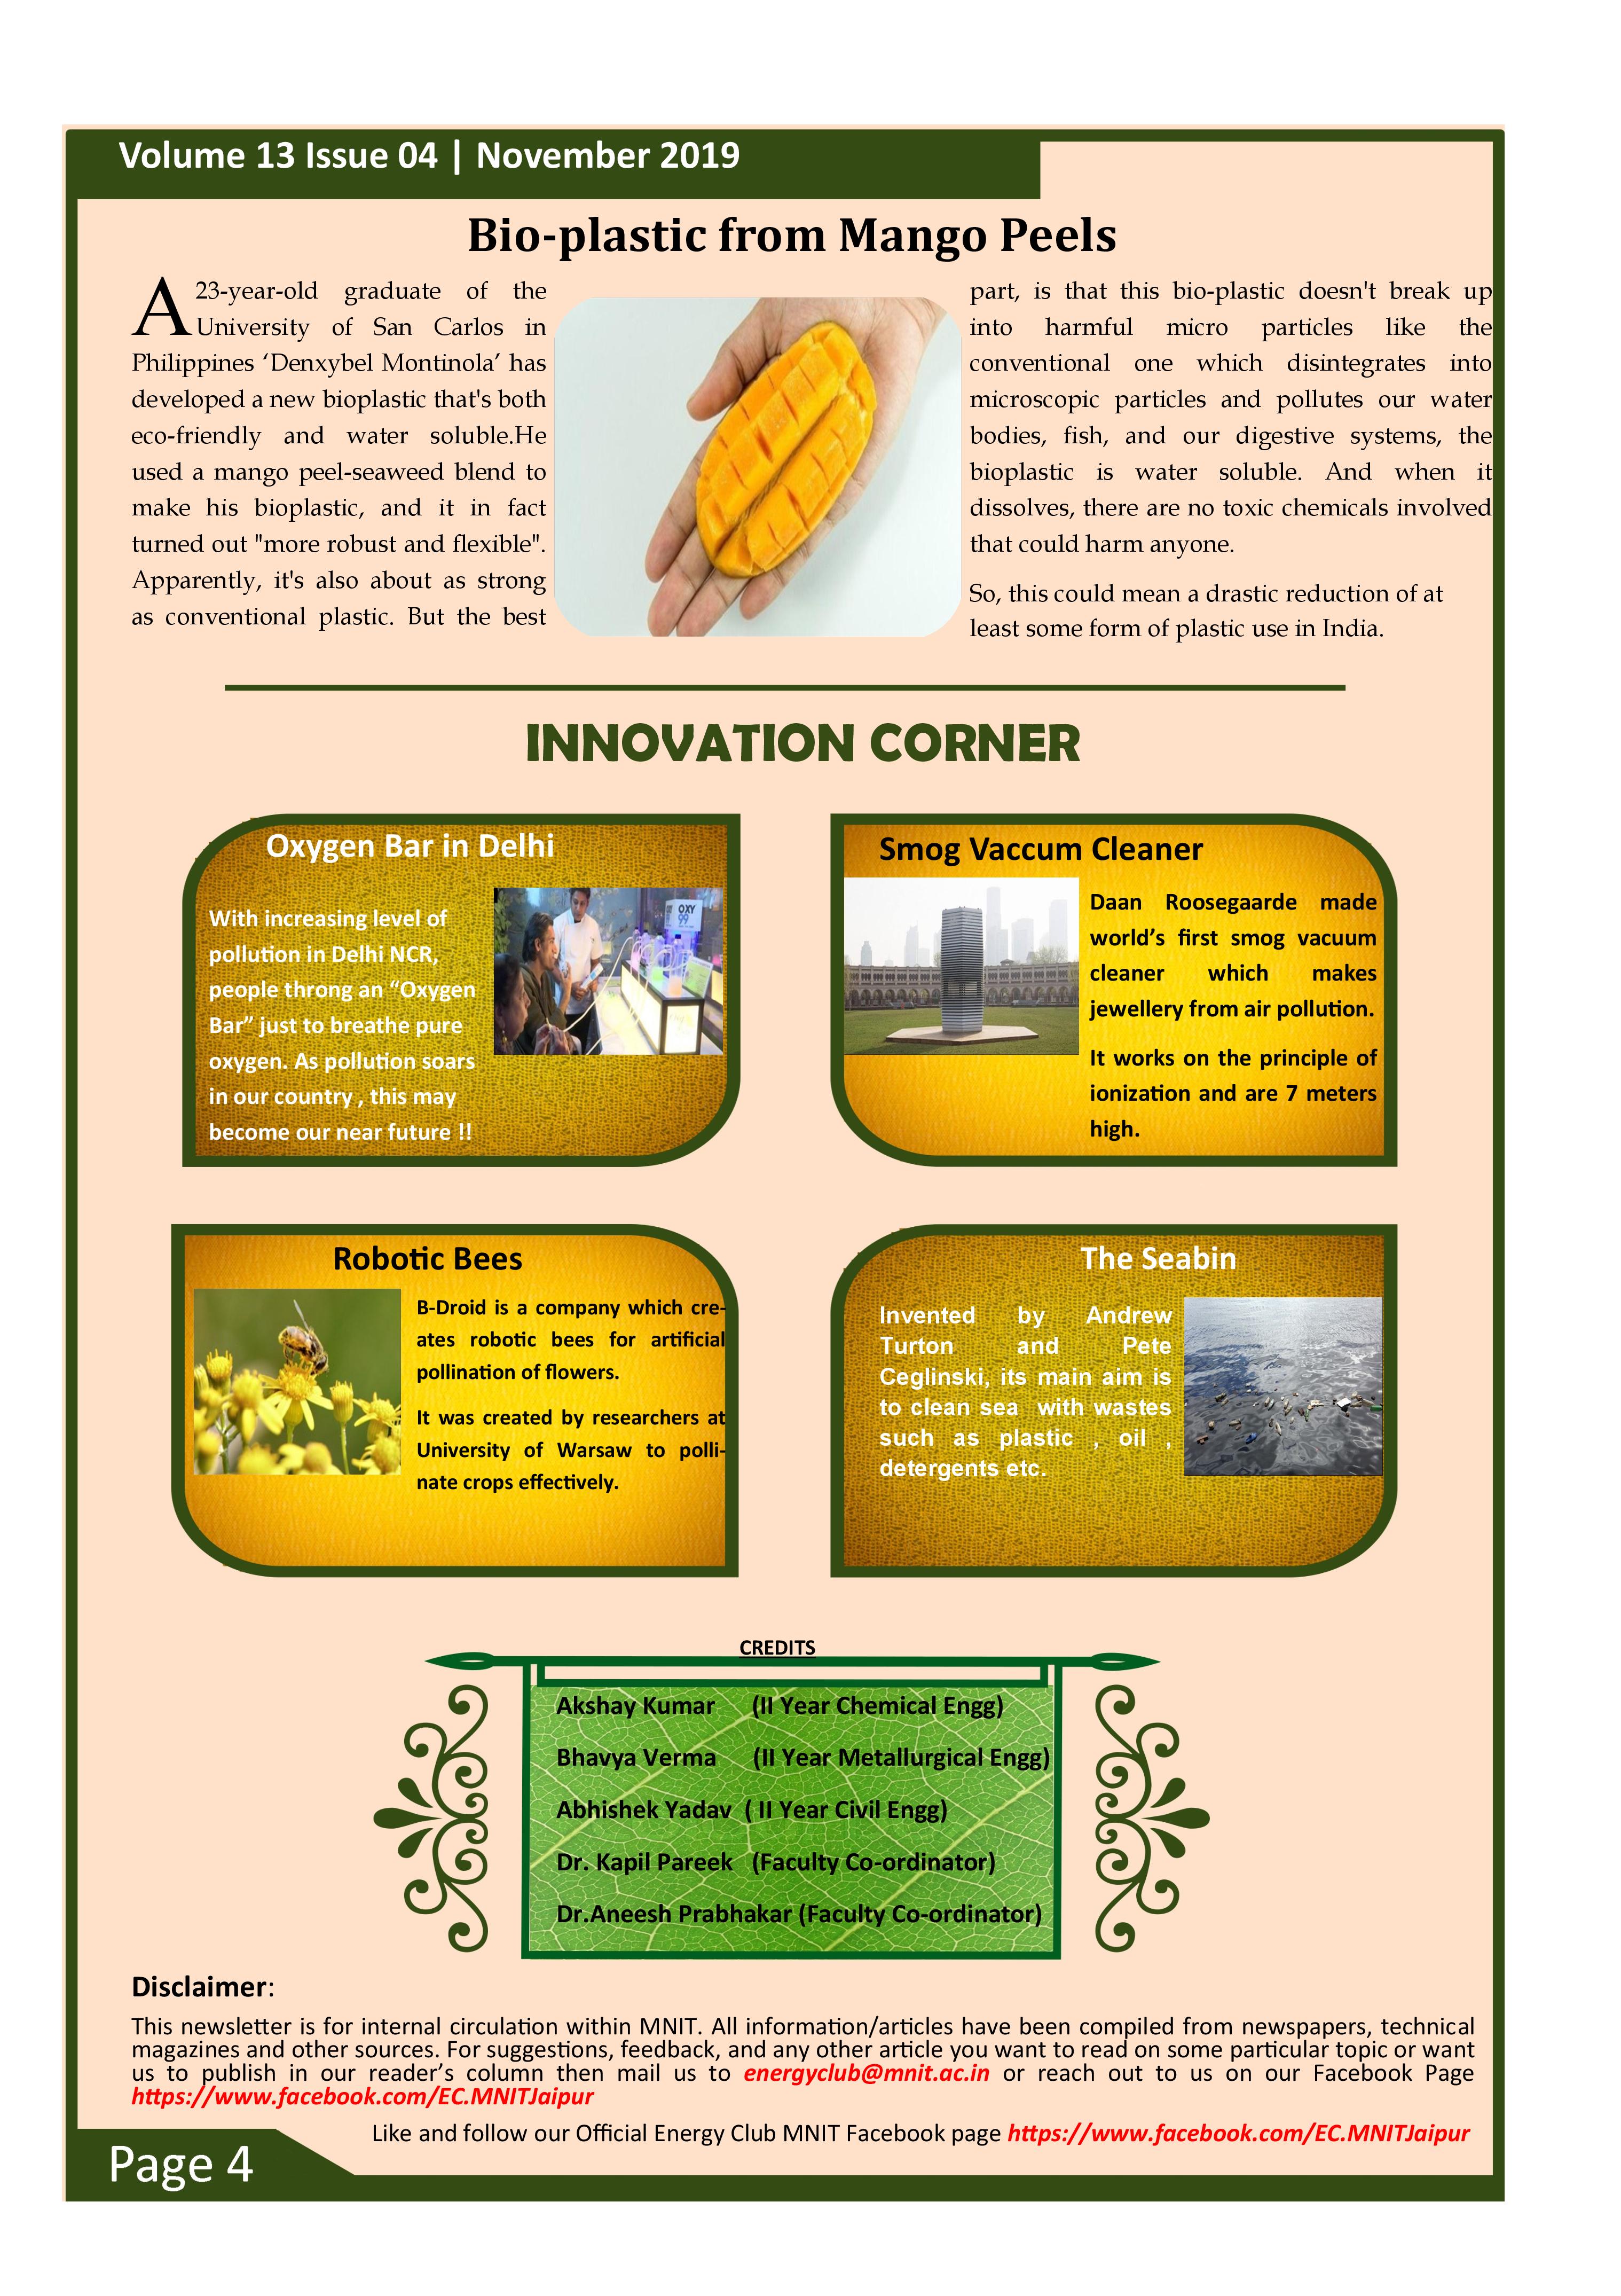 Volume 13 Issue 04 | November 2019
Bio-plastic from Mango Peels
A 23-year-old graduate of the
University of San Carlos in
Philippines ‘Denxybel Montinola’ has
developed a new bioplastic that's both
eco-friendly and water soluble.He
used a mango peel-seaweed blend to
make his bioplastic, and it in fact
turned out "more robust and flexible".
Apparently, it's also about as strong
as conventional plastic. But the best
part, is that this bio-plastic doesn't break up
into harmful micro particles like the
conventional one which disintegrates into
microscopic particles and pollutes our water
bodies, fish, and our digestive systems, the
bioplastic is water soluble. And when it
dissolves, there are no toxic chemicals involved
that could harm anyone.
So, this could mean a drastic reduction of at
least some form of plastic use in India.
INNOVATION CORNER
Oxygen Bar in Delhi
With increasing level of
pollution in Delhi NCR,
people throng an “Oxygen
Bar” just to breathe pure
oxygen. As pollution soars
in our country , this may
become our near future !!
OXY
99
Smog Vaccum Cleaner
Daan Roosegaarde made
world’s first smog vacuum
cleaner which makes
jewellery from air pollution.
It works on the principle of
ionization and are 7 meters
high.
Robotic Bees
B-Droid is a company which cre-
ates robotic bees for artificial
pollination of flowers.
It was created by researchers at
University of Warsaw to polli-
nate crops effectively.
The Seabin
Invented by Andrew
Turton and Pete
Ceglinski, its main aim is
to clean sea with wastes
such as plastic , oil ,
detergents etc.
CREDITS
Akshay Kumar (II Year Chemical Engg)
Bhavya Verma (II Year Metallurgical Engg)
Abhishek Yadav ( II Year Civil Engg)
Dr. Kapil Pareek (Faculty Co-ordinator)
Dr.Aneesh Prabhakar (Faculty Co-ordinator)
Disclaimer:
This newsletter is for internal circulation within MNIT. All information/articles have been compiled from newspapers, technical
magazines and other sources. For suggestions, feedback, and any other article you want to read on some particular topic or want
us to publish in our reader’s column then mail us to energyclub@mnit.ac.in or reach out to us on our Facebook Page
https://www.facebook.com/EC.MNITJaipur
Like and follow our Official Energy Club MNIT Facebook page https://www.facebook.com/EC.MNITJaipur
Page 4